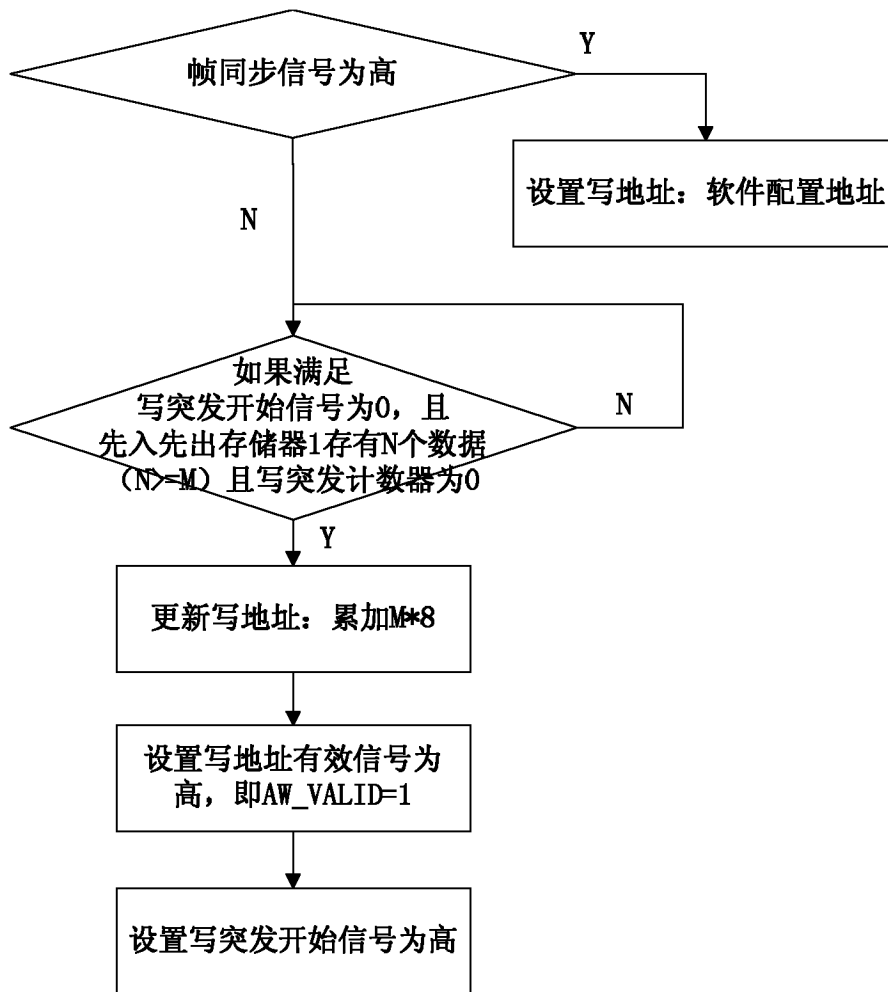 帧同步信号为高
Y
设置写地址：软件配置地址
N
如果满足
写突发开始信号为0，且
先入先出存储器1存有N个数据
（N>=M）且写突发计数器为0
N
Y
更新写地址：累加M*8
设置写地址有效信号为
高，即AW_VALID=1
设置写突发开始信号为高